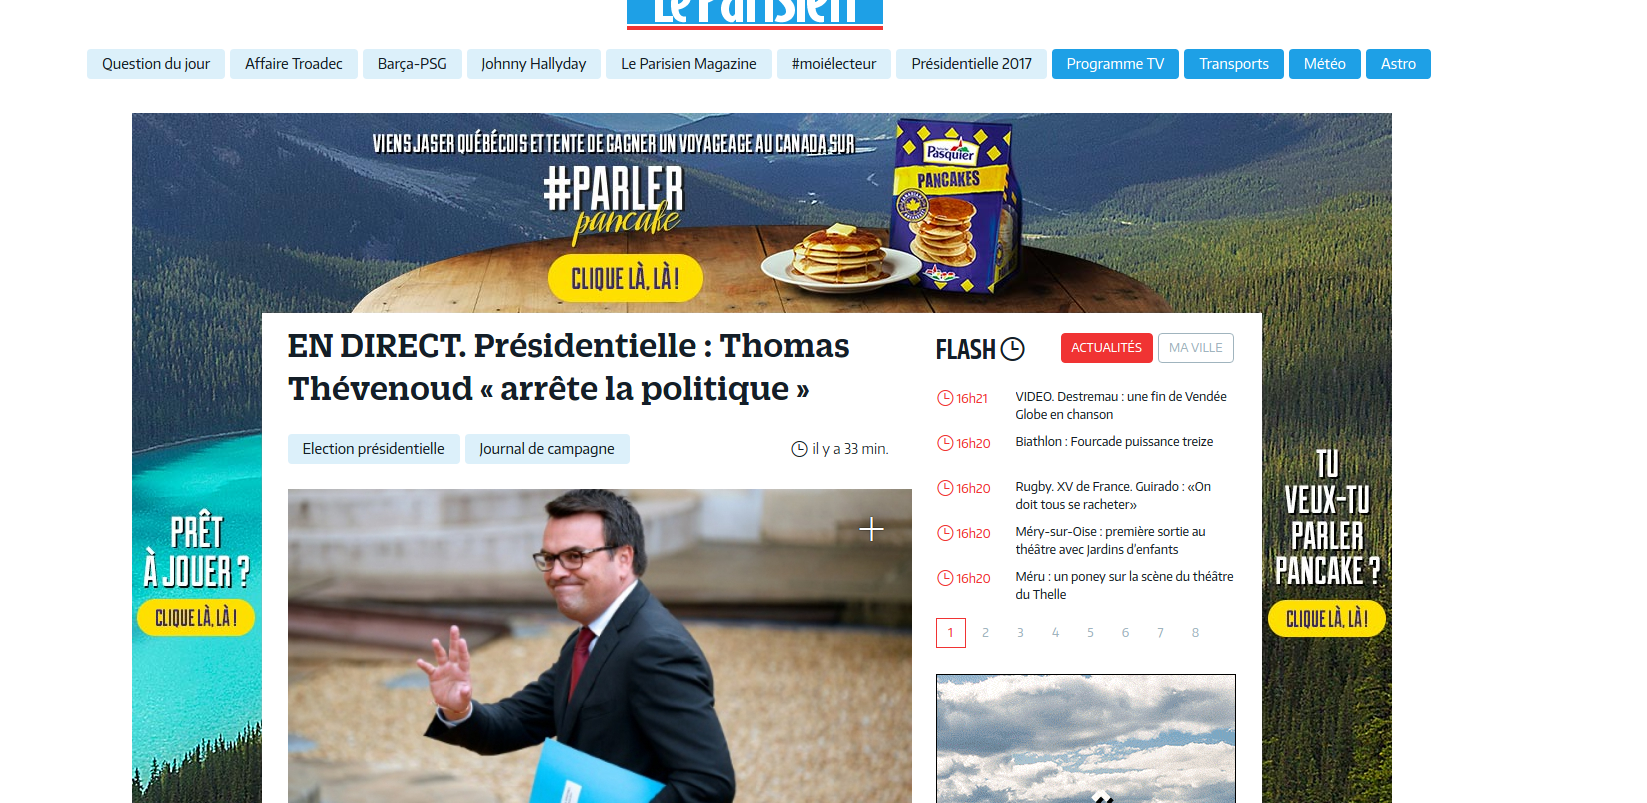 Le Parisien
Question du jour
Affaire Troadec
Barça-PSG
Johnny Hallyday
Le Parisien Magazine
#moiélecteur
Présidentielle 2017
Programme TV
Transports
Météo
Astro
VIENS JASER QUÉBÉCOIS ET TENTE DE GAGNER UN VOYAGEAGE AU CANADA SUR
#PARLER
pancake
CLIQUE LÀ, LÀ !
Pasquier
PANCAKES
EN DIRECT. Présidentielle : Thomas
Thévenoud « arrête la politique »
Election présidentielle
Journal de campagne
il y a 33 min.
FLASH
ACTUALITÉS
MA VILLE
16h21
VIDEO. Destremau : une fin de Vendée
Globe en chanson
16h20
Biathlon : Fourcade puissance treize
16h20
Rugby. XV de France. Guirado : «On
doit tous se racheter»
16h20
Méry-sur-Oise : première sortie au
théâtre avec Jardins d'enfants
16h20
Méru : un poney sur la scène du théâtre
du Thelle
1 2 3 4 5 6 7 8
PRÊT
À JOUER ?
CLIQUE LÀ, LÀ !
TU
VEUX-TU
PARLER
PANCAKE ?
CLIQUE LÀ, LÀ !